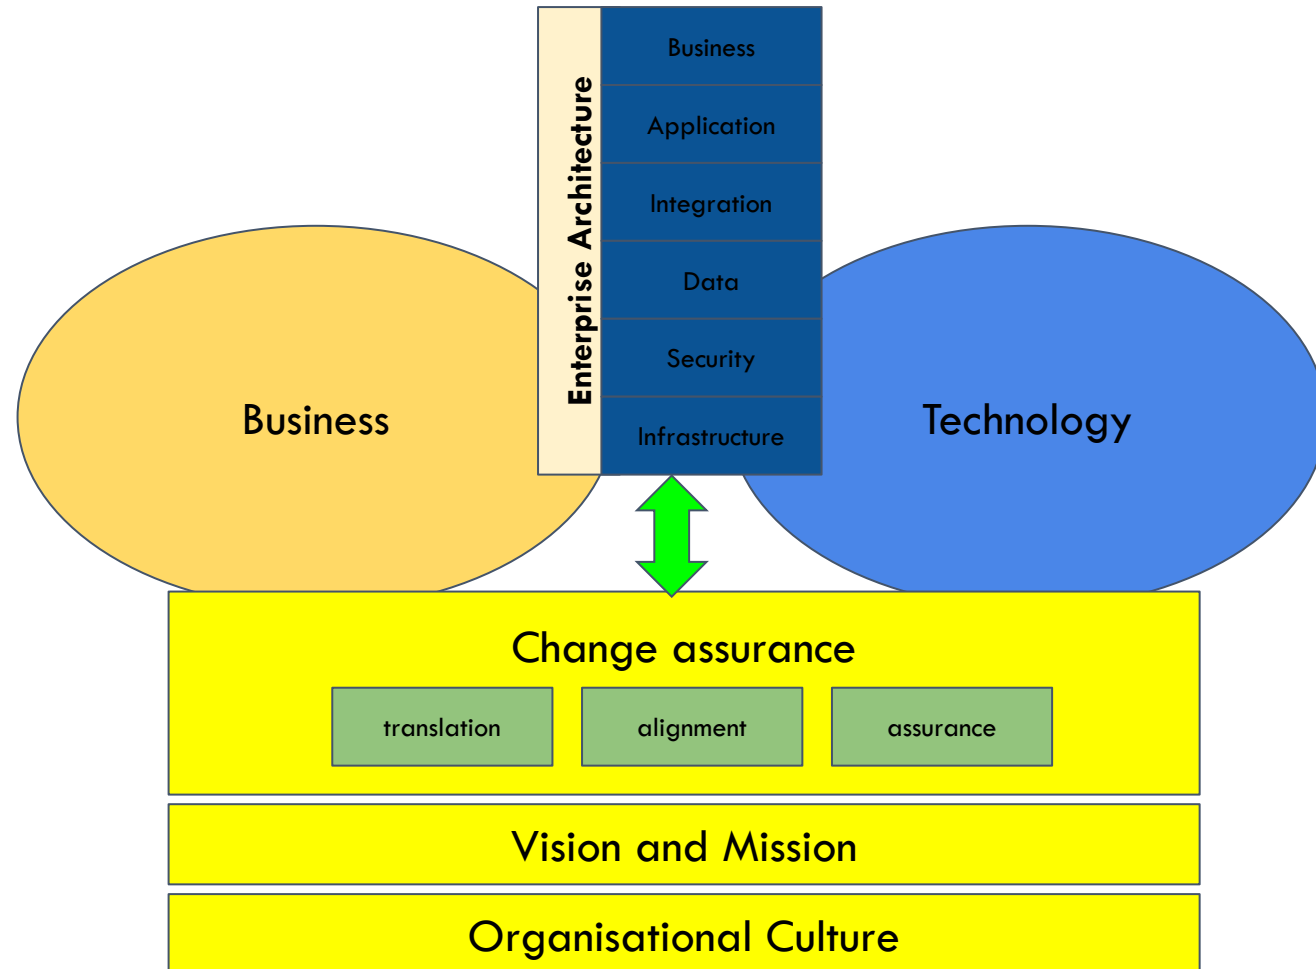 Enterprise Architecture
Business
Application
Integration
Data
Security
Infrastructure
Business
Technology
Change assurance
translation
alignment
assurance
Vision and Mission
Organisational Culture